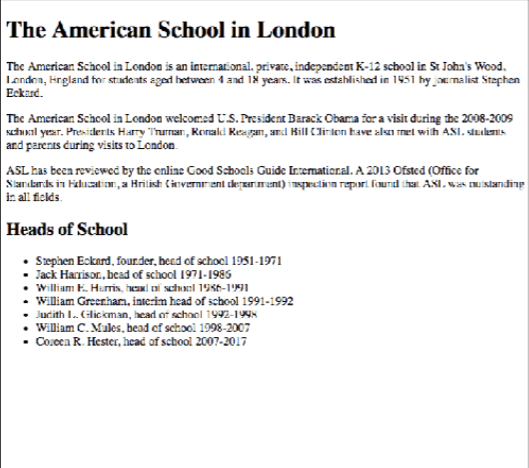 The American School in London
The American School in London is an international, private, independent K-12 school in St John's Wood,
London, England for students aged between 4 and 18 years. It was established in 1951 by journalist Stephen
Eckard.
The American School in London welcomed U.S. President Barack Obama for a visit during the 2008-2009
school year. Presidents Harry Truman, Ronald Reagan, and Bill Clinton have also met with ASL students
and parents during visits to London.
ASL has been reviewed by the online Good Schools Guide International. A 2013 Ofsted (Office for
Standards in Education, a British Government department) inspection report found that ASL was outstanding
in all fields.
Heads of School
• Stephen Eckard, founder, head of school 1951-1971
• Jack Harrison, head of school 1971-1986
• William E. Harris, head of school 1986-1991
• William Greenham, interim head of school 1991-1992
• Judith L. Glickman, head of school 1992-1998
• William C. Mules, head of school 1998-2007
• Coreen R. Hester, head of school 2007-2017